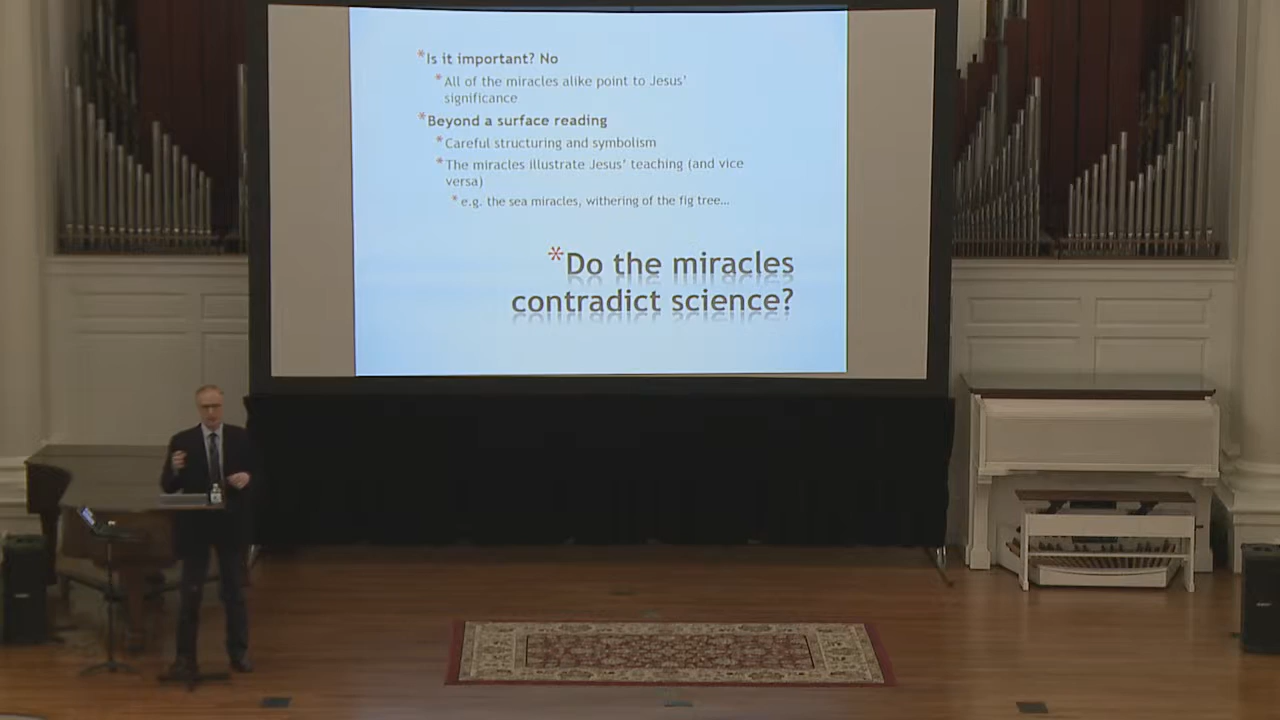 *Is it important? No
*All of the miracles alike point to Jesus'
significance
*Beyond a surface reading
*Careful structuring and symbolism
*The miracles illustrate Jesus' teaching (and vice
versa)
*e.g. the sea miracles, withering of the fig tree…
*Do the miracles
contradict science?